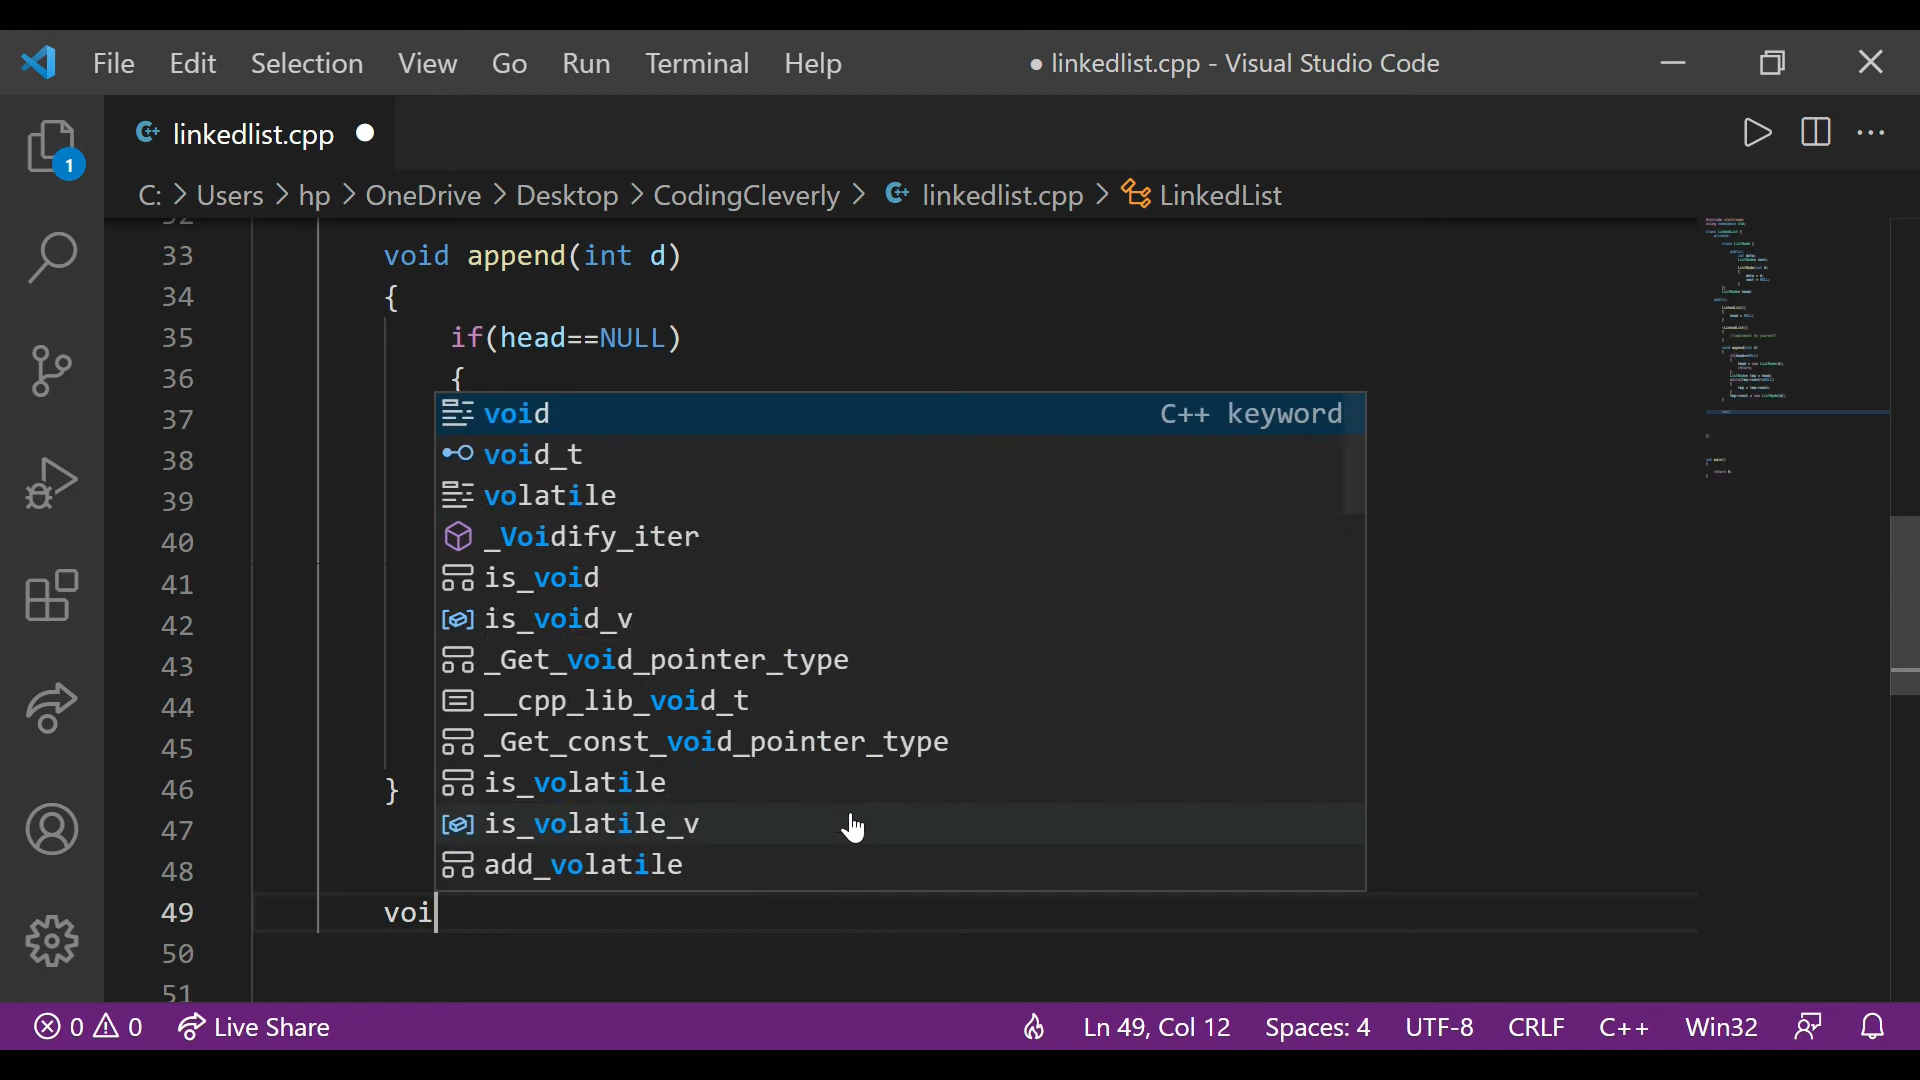 File Edit Selection View Go Run Terminal Help ● linkedlist.cpp - Visual Studio Code
linkedlist.cpp ●
1
C: > Users > hp > OneDrive > Desktop > CodingCleverly > linkedlist.cpp > LinkedList
32
33 void append(int d)
34 {
35 if(head==NULL)
36 {
37
38
39
40
41
42
43
44
45
46 }
47
48
49 voi
50
51
void C++ keyword
void_t
volatile
_Voidify_iter
is_void
is_void_v
_Get_void_pointer_type
__cpp_lib_void_t
_Get_const_void_pointer_type
is_volatile
is_volatile_v
add_volatile
0 0 Live Share Ln 49, Col 12 Spaces: 4 UTF-8 CRLF C++ Win32